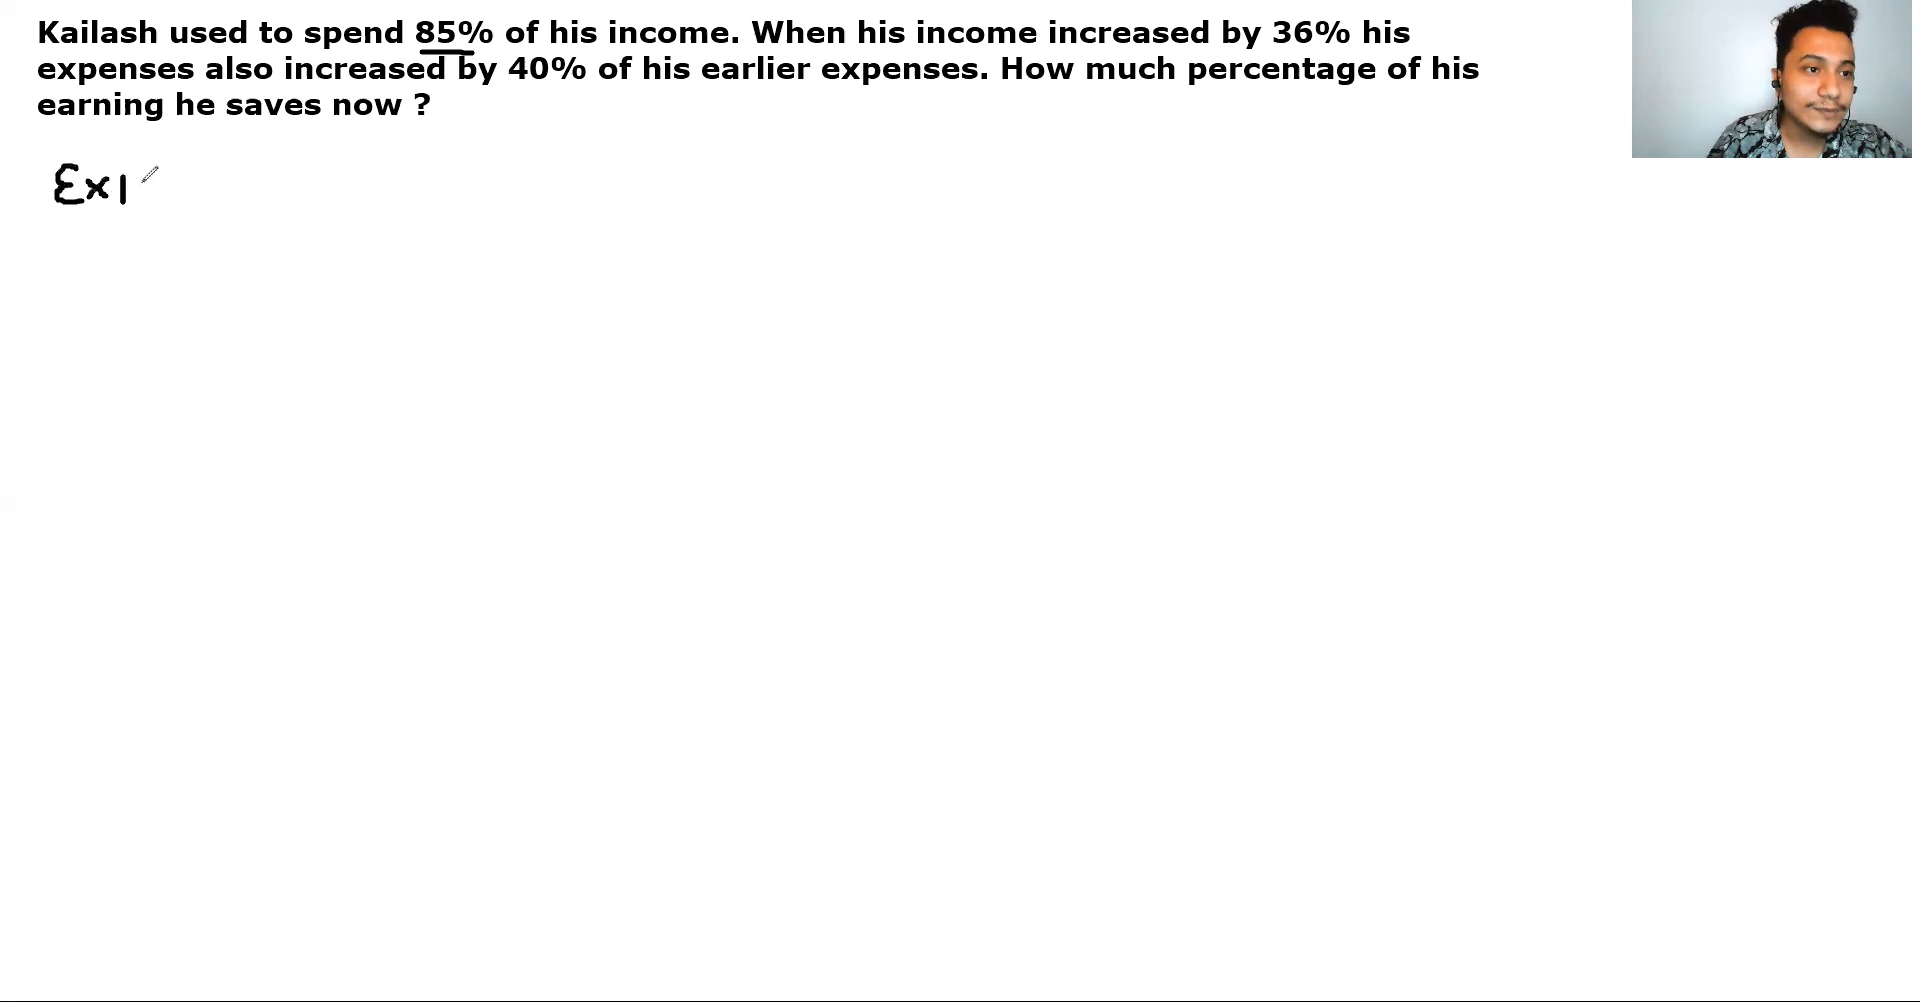 Kailash used to spend 85% of his income. When his income increased by 36% his
expenses also increased by 40% of his earlier expenses. How much percentage of his
earning he saves now ?
Ex1